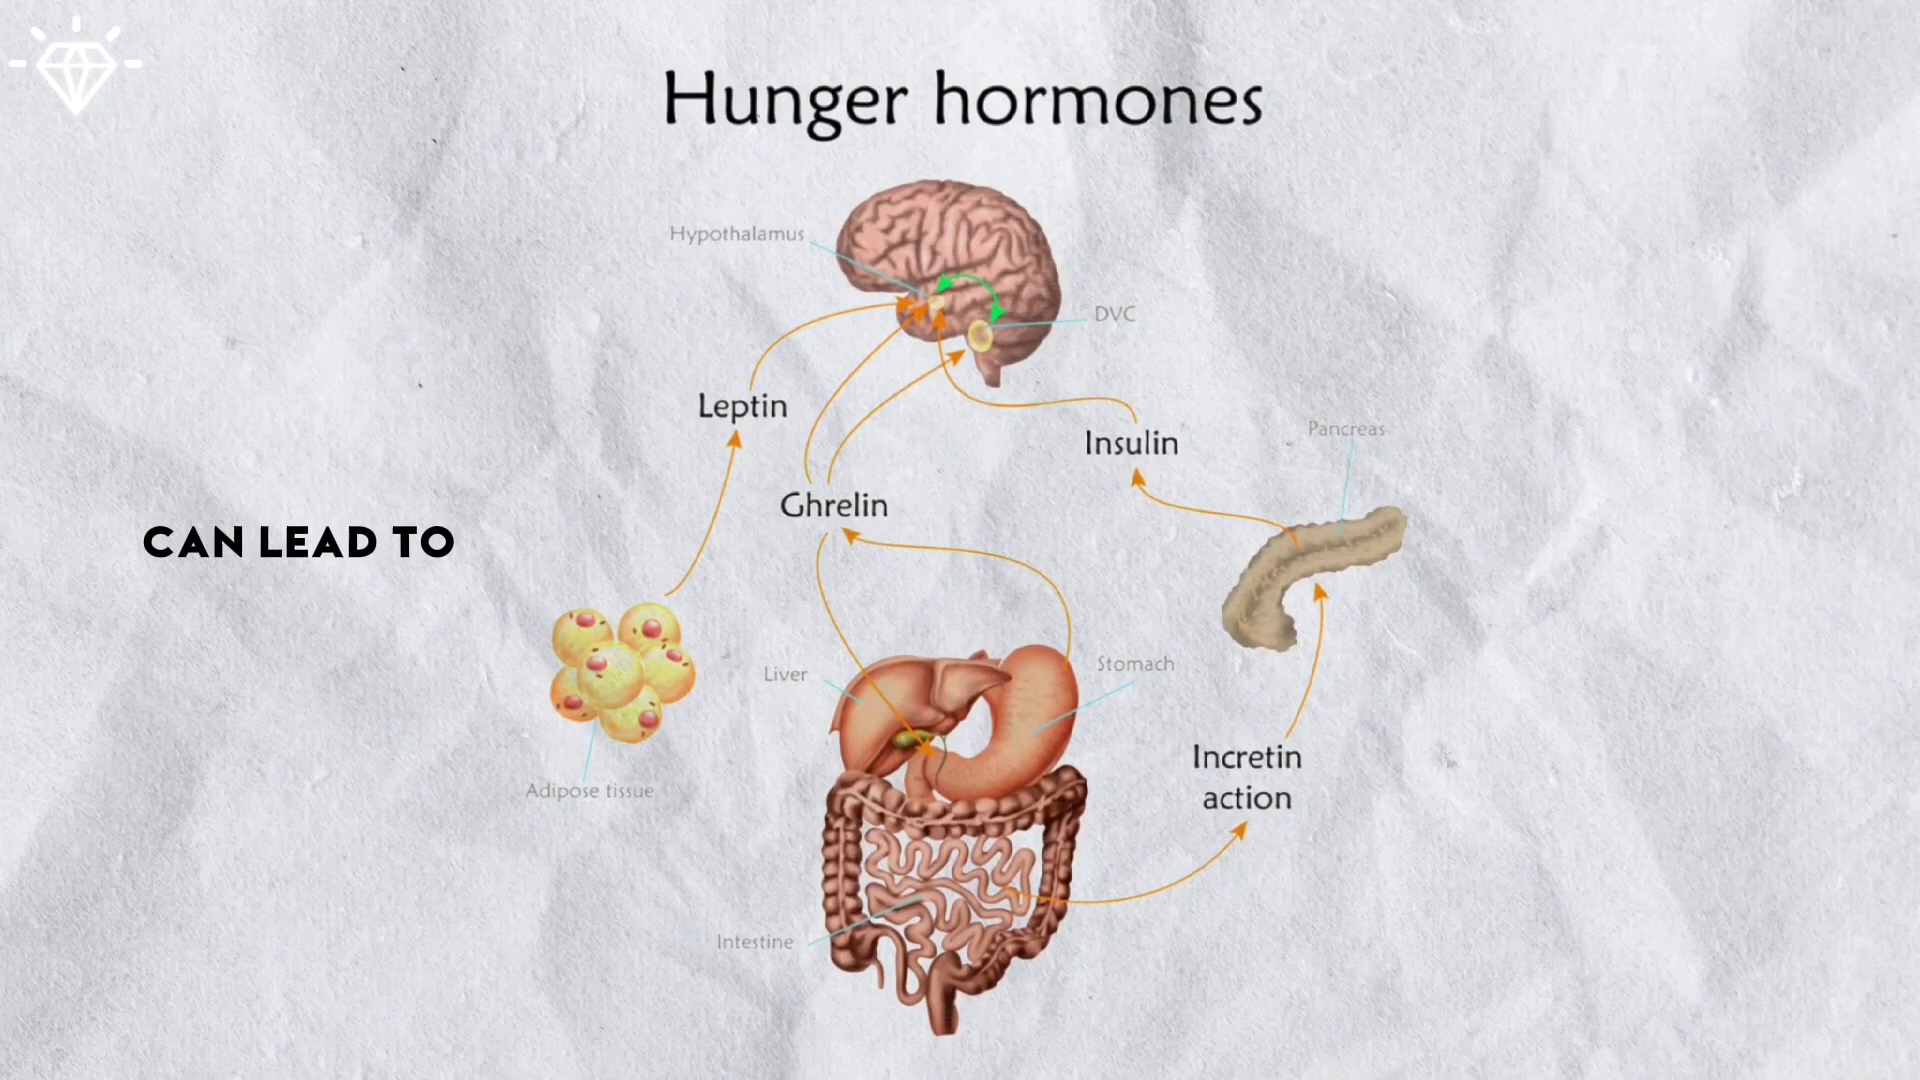 Hunger hormones
Hypothalamus
DVC
Leptin
Insulin
Pancreas
Ghrelin
CAN LEAD TO
Liver
Stomach
Incretin
action
Adipose tissue
Intestine